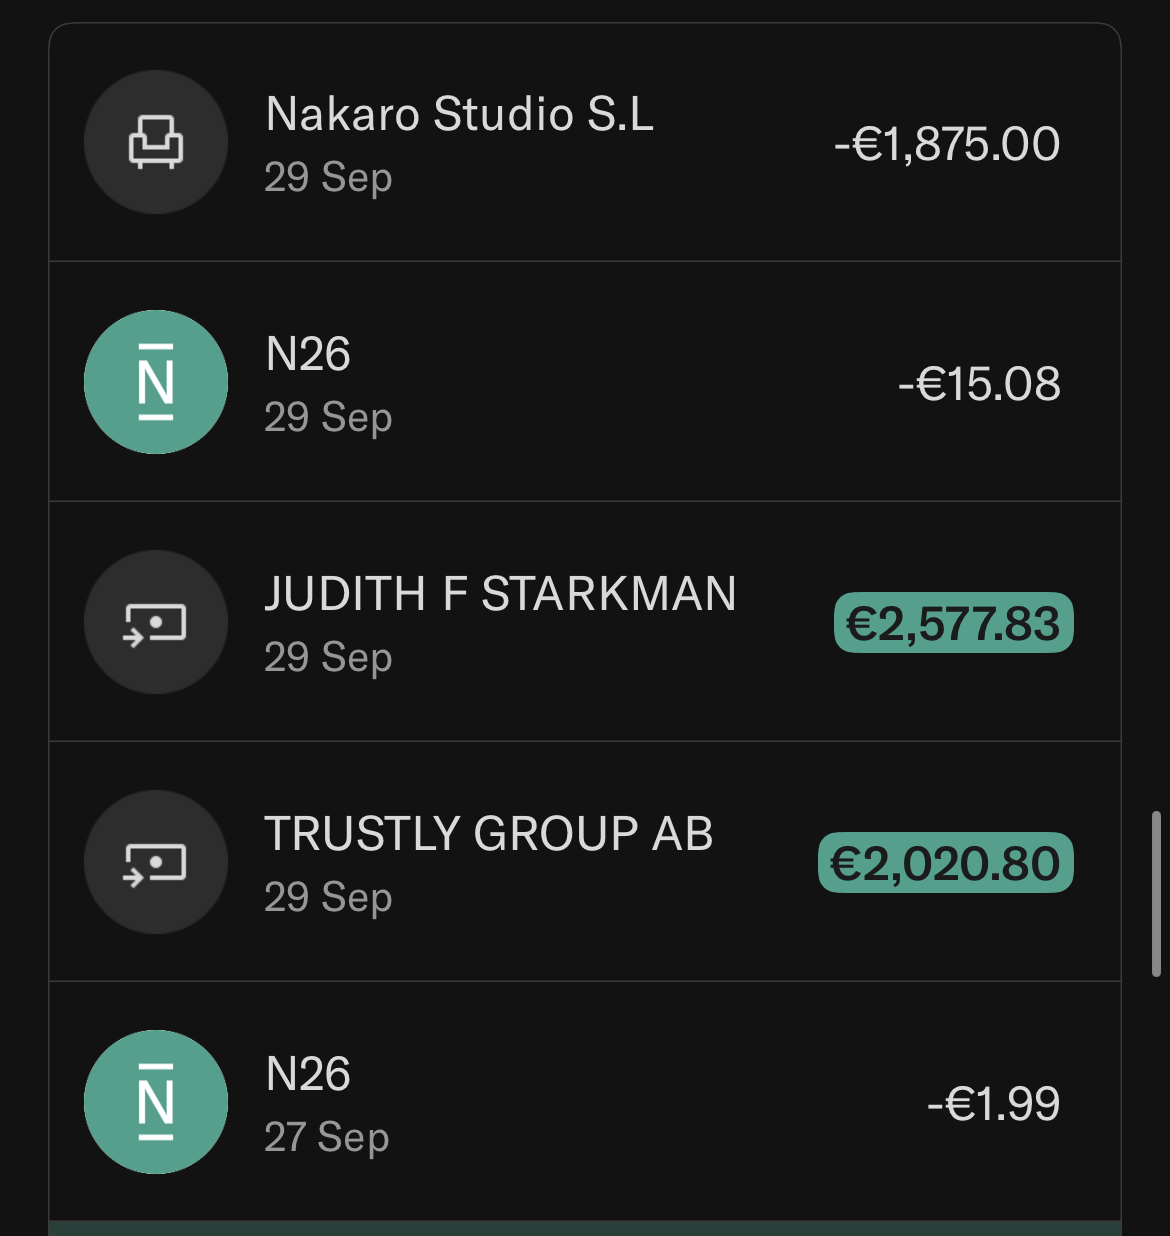 Nakaro Studio S.L
29 Sep
-€1,875.00
N
N26
29 Sep
-€15.08
JUDITH F STARKMAN
29 Sep
€2,577.83
TRUSTLY GROUP AB
29 Sep
€2,020.80
N
N26
27 Sep
-€1.99